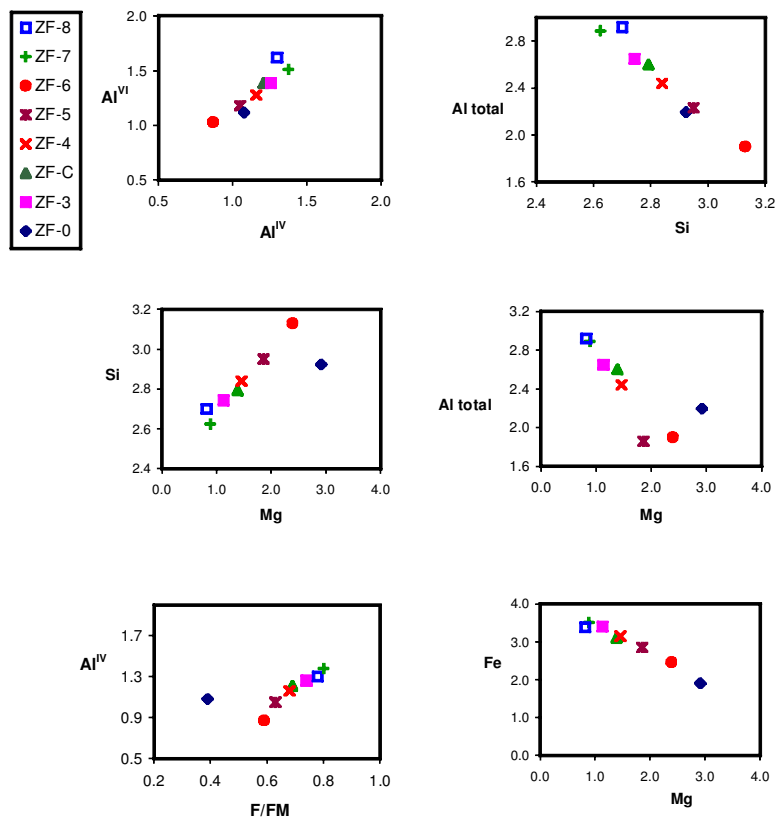 ZF-8
ZF-7
ZF-6
ZF-5
ZF-4
ZF-C
ZF-3
ZF-0
2.0
1.5
1.0
0.5
Al^VI
0.5 1.0 1.5 2.0
Al^IV
2.8
2.4
2.0
1.6
Al total
2.4 2.6 2.8 3.0 3.2
Si
3.2
3.0
2.8
2.6
2.4
Si
0.0 1.0 2.0 3.0 4.0
Mg
3.2
2.8
2.4
2.0
1.6
Al total
0.0 1.0 2.0 3.0 4.0
Mg
1.7
1.3
0.9
0.5
Al^IV
0.2 0.4 0.6 0.8 1.0
F/FM
4.0
3.0
2.0
1.0
0.0
Fe
0.0 1.0 2.0 3.0 4.0
Mg